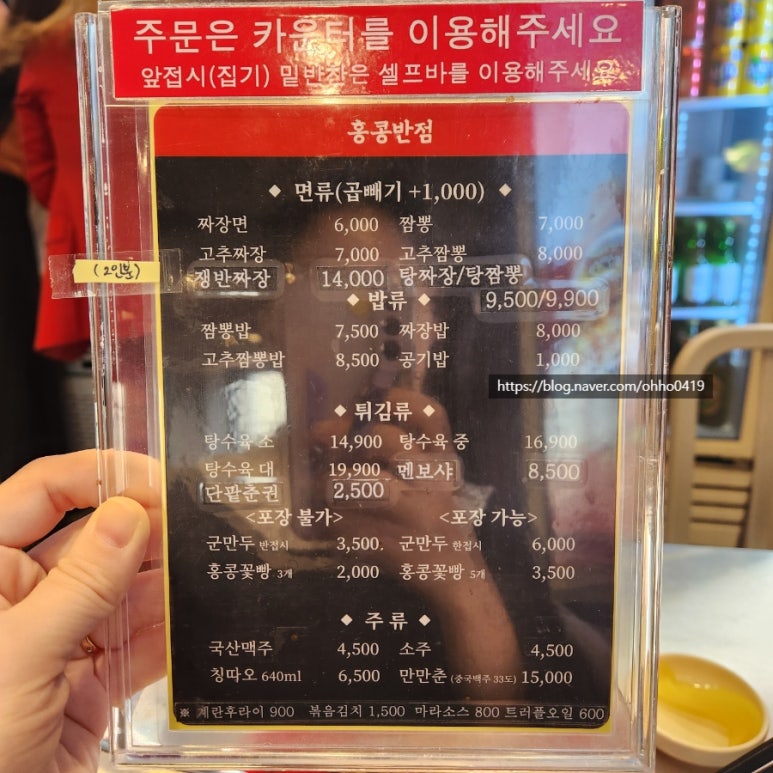 주문은 카운터를 이용해주세요
앞접시(집기) 밑반찬은 셀프바를 이용해주세요
홍콩반점
◆ 면류(곱빼기 +1,000) ◆
짜장면 6,000 짬뽕 7,000
고추짜장 7,000 고추짬뽕 8,000
(2인분) 쟁반짜장 14,000 탕짜장/탕짬뽕
◆ 밥류 ◆ 9,500/9,900
짬뽕밥 7,500 짜장밥 8,000
고추짬뽕밥 8,500 공기밥 1,000
https://blog.naver.com/ohho0419
◆ 튀김류 ◆
탕수육 소 14,900 탕수육 중 16,900
탕수육 대 19,900 멘보샤 8,500
단팥춘권 2,500
<포장 불가> <포장 가능>
군만두 반접시 3,500 군만두 한접시 6,000
홍콩꽃빵 3개 2,000 홍콩꽃빵 5개 3,500
◆ 주류 ◆
국산맥주 4,500 소주 4,500
칭따오 640ml 6,500 만만춘 (중국백주 33도) 15,000
※ 계란후라이 900 볶음김치 1,500 마라소스 800 트러플오일 600